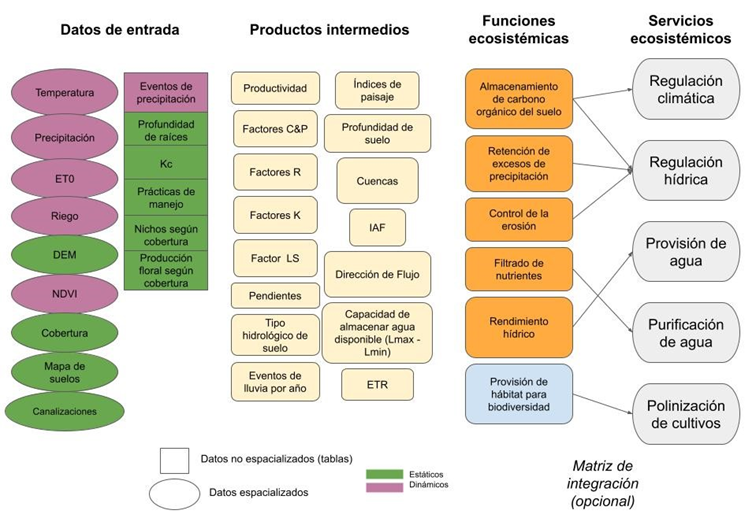 Datos de entrada
Productos intermedios
Funciones
ecosistémicas
Servicios
ecosistémicos
Temperatura
Precipitación
ET0
Riego
DEM
NDVI
Cobertura
Mapa de
suelos
Canalizaciones
Eventos de
precipitación
Profundidad
de raíces
Kc
Prácticas de
manejo
Nichos según
cobertura
Producción
floral según
cobertura
Productividad
Factores C&P
Factores R
Factores K
Factor LS
Pendientes
Tipo
hidrológico de
suelo
Eventos de
lluvia por año
Índices de
paisaje
Profundidad de
suelo
Cuencas
IAF
Dirección de Flujo
Capacidad de
almacenar agua
disponible (Lmax -
Lmin)
ETR
Almacenamiento
de carbono
orgánico del suelo
Retención de
excesos de
precipitación
Control de la
erosión
Filtrado de
nutrientes
Rendimiento
hídrico
Provisión de
hábitat para
biodiversidad
Regulación
climática
Regulación
hídrica
Provisión de
agua
Purificación
de agua
Polinización
de cultivos
Datos no espacializados (tablas)
Datos espacializados
Estáticos
Dinámicos
Matriz de
integración
(opcional)